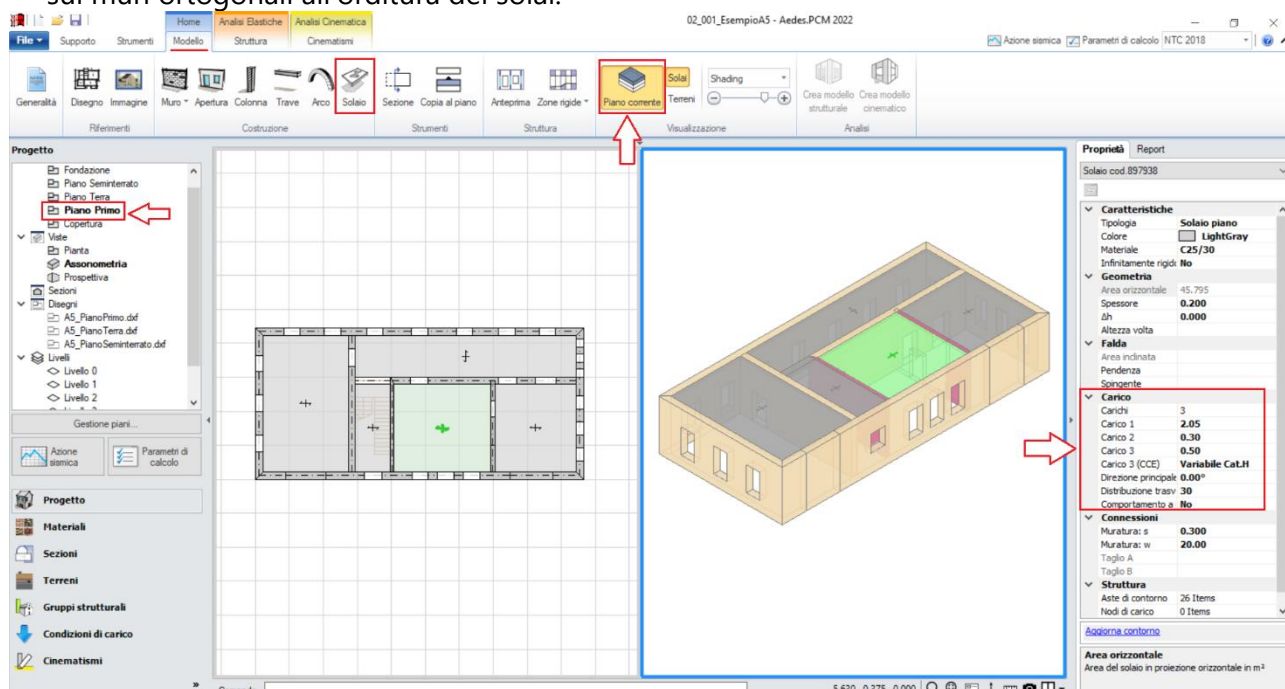 sui muri ortogonali all'orditura dei solai.
Home Analisi Elastiche Analisi Cinematica
02_001_EsempioA5 - Aedes.PCM 2022
File Supporto Strumenti Modello Struttura Cinematismi
Azione sismica Parametri di calcolo NTC 2018
Generalità Disegno Immagine Muro Apertura Colonna Trave Arco Solaio Sezione Copia al piano Anteprima Zone rigide Piano corrente
Solai Shading
Terreni
Crea modello strutturale
Crea modello cinematico
Riferimenti Costruzione Strumenti Struttura Visualizzazione Analisi
Progetto
Fondazione
Piano Seminterrato
Piano Terra
Piano Primo
Copertura
Viste
Pianta
Assonometria
Prospettiva
Sezioni
Disegni
A5_PianoPrimo.dxf
A5_PianoTerra.dxf
A5_PianoSeminterrato.dxf
Livelli
Livello 0
Livello 1
Livello 2
Gestione piani...
Azione sismica
Parametri di calcolo
Progetto
Materiali
Sezioni
Terreni
Gruppi strutturali
Condizioni di carico
Cinematismi
»
5.630 0.375 0.000
Proprietà Report
Solaio cod.897938
Caratteristiche
Tipologia Solaio piano
Colore LightGray
Materiale C25/30
Infinitamente rigidc No
Geometria
Area orizzontale 45.795
Spessore 0.200
Δh 0.000
Altezza volta
Falda
Area inclinata
Pendenza
Spingente
Carico
Carichi 3
Carico 1 2.05
Carico 2 0.30
Carico 3 0.50
Carico 3 (CCE) Variabile Cat.H
Direzione principale 0.00°
Distribuzione trasv 30
Comportamento a No
Connessioni
Muratura: s 0.300
Muratura: w 20.00
Taglio A
Taglio B
Struttura
Aste di contorno 26 Items
Nodi di carico 0 Items
Aggiorna contorno
Area orizzontale
Area del solaio in proiezione orizzontale in m²